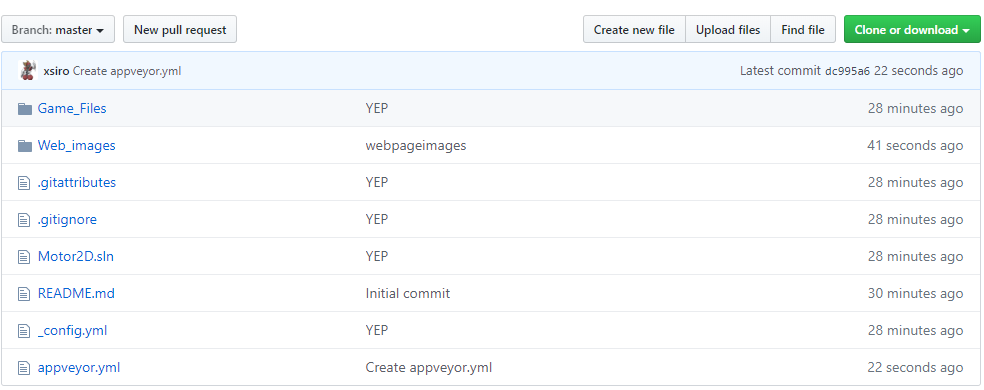 Branch: master New pull request Create new file Upload files Find file Clone or download
xsiro Create appveyor.yml Latest commit dc995a6 22 seconds ago
Game_Files YEP 28 minutes ago
Web_images webpageimages 41 seconds ago
.gitattributes YEP 28 minutes ago
.gitignore YEP 28 minutes ago
Motor2D.sln YEP 28 minutes ago
README.md Initial commit 30 minutes ago
_config.yml YEP 28 minutes ago
appveyor.yml Create appveyor.yml 22 seconds ago